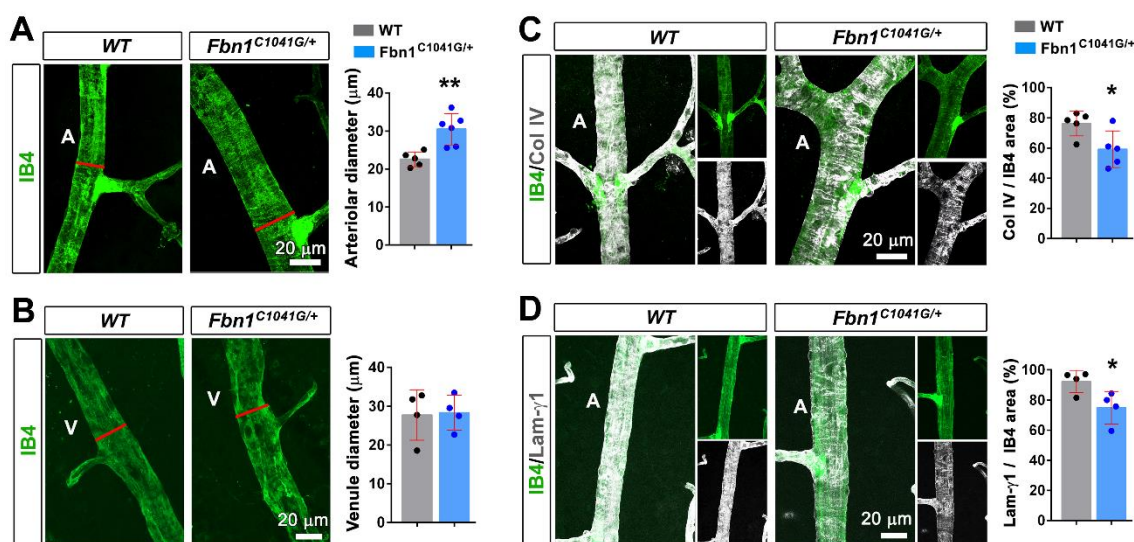 A
WT
Fbn1C1041G/+
IB4
A
A
20 μm
WT
Fbn1C1041G/+
**
Arteriolar diameter (μm)
40
30
20
10
0
B
WT
Fbn1C1041G/+
IB4
V
V
20 μm
Venule diameter (μm)
40
30
20
10
0
C
WT
Fbn1C1041G/+
IB4/Col IV
A
A
20 μm
WT
Fbn1C1041G/+
*
Col IV / IB4 area (%)
100
80
60
40
20
0
D
WT
Fbn1C1041G/+
IB4/Lam-γ1
A
A
20 μm
*
Lam-γ1 / IB4 area (%)
100
80
60
40
20
0